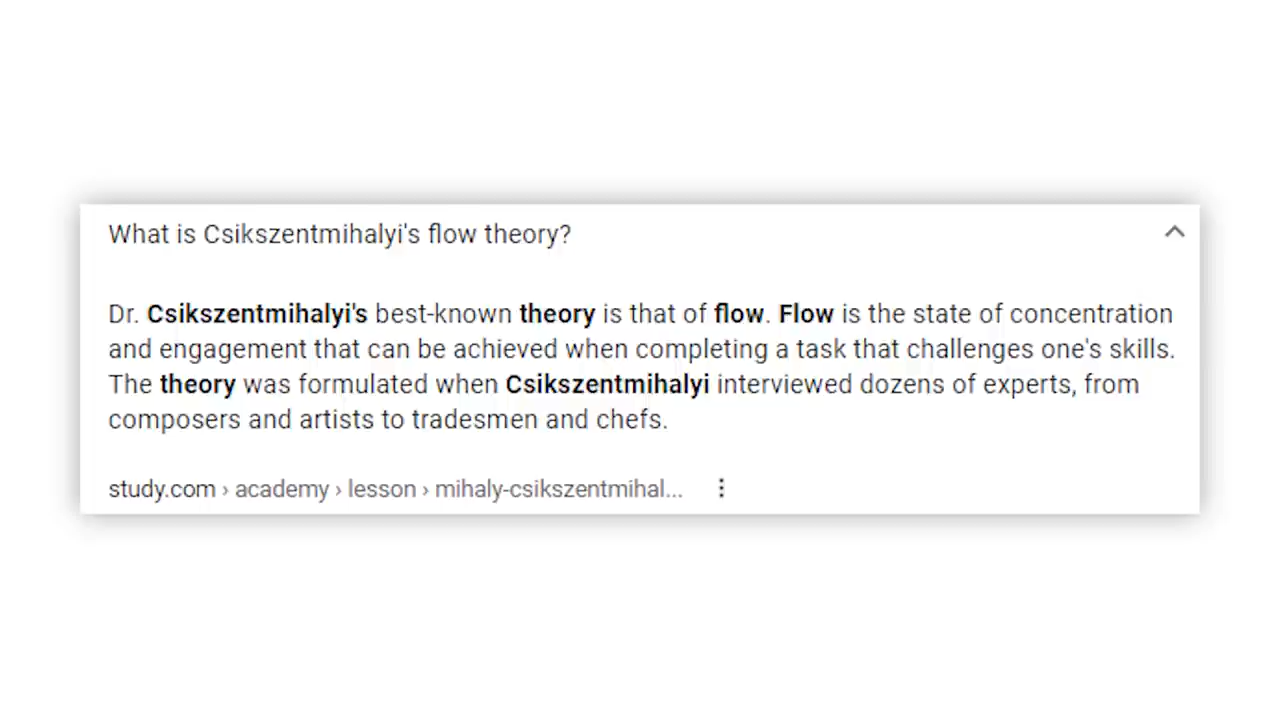 What is Csikszentmihalyi's flow theory?
Dr. Csikszentmihalyi's best-known theory is that of flow. Flow is the state of concentration
and engagement that can be achieved when completing a task that challenges one's skills.
The theory was formulated when Csikszentmihalyi interviewed dozens of experts, from
composers and artists to tradesmen and chefs.
study.com › academy › lesson › mihaly-csikszentmihal...